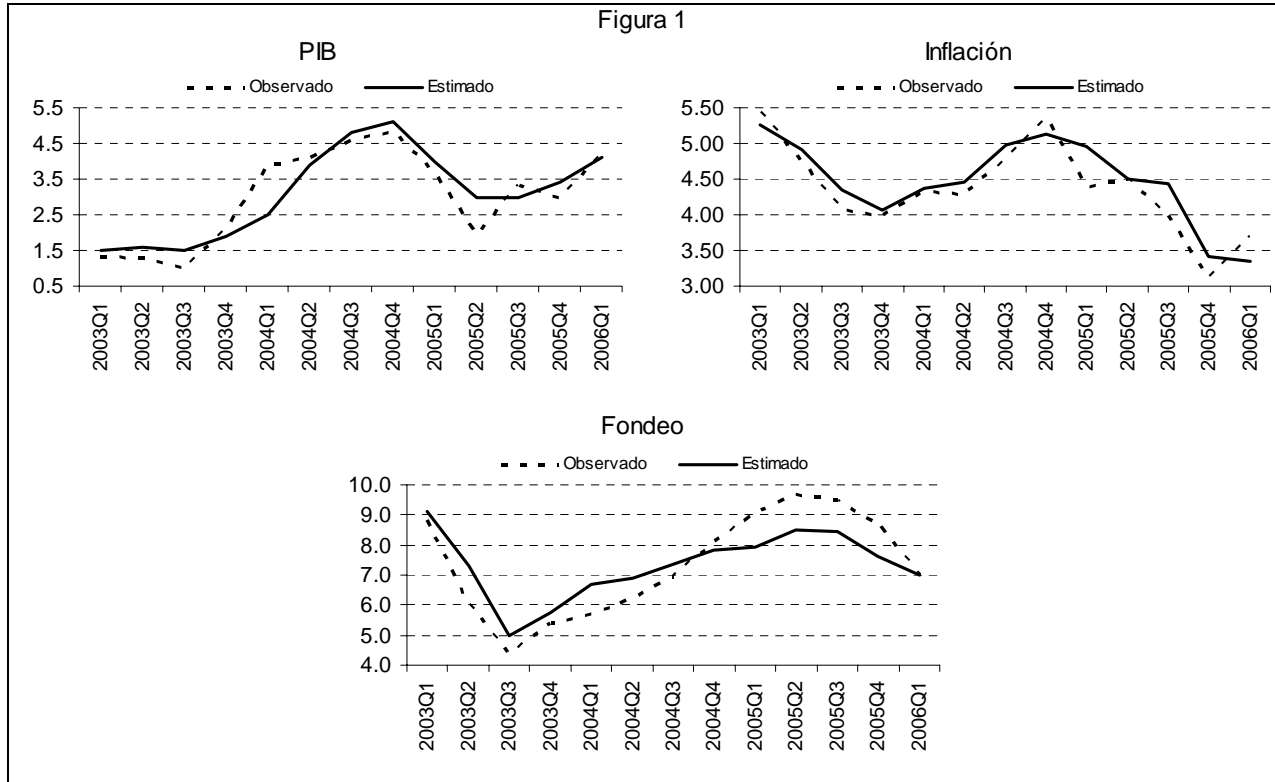 Figura 1
PIB
Observado Estimado
5.5
4.5
3.5
2.5
1.5
0.5
2003Q1
2003Q2
2003Q3
2003Q4
2004Q1
2004Q2
2004Q3
2004Q4
2005Q1
2005Q2
2005Q3
2005Q4
2006Q1
Inflación
Observado Estimado
5.50
5.00
4.50
4.00
3.50
3.00
2003Q1
2003Q2
2003Q3
2003Q4
2004Q1
2004Q2
2004Q3
2004Q4
2005Q1
2005Q2
2005Q3
2005Q4
2006Q1
Fondeo
Observado Estimado
10.0
9.0
8.0
7.0
6.0
5.0
4.0
2003Q1
2003Q2
2003Q3
2003Q4
2004Q1
2004Q2
2004Q3
2004Q4
2005Q1
2005Q2
2005Q3
2005Q4
2006Q1